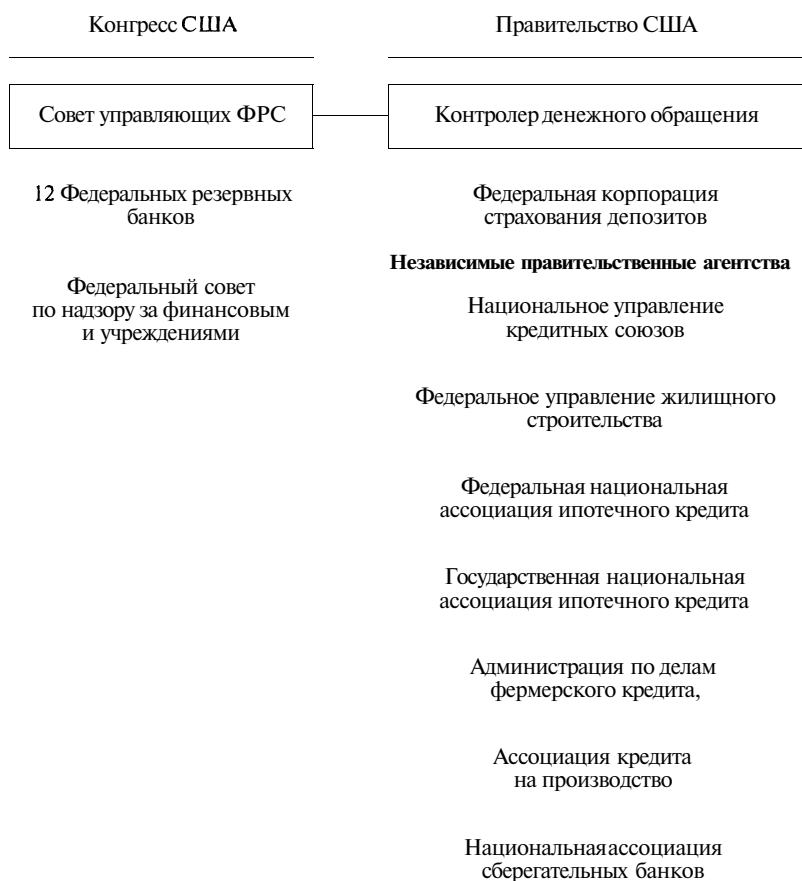 Конгресс США
Правительство США
Совет управляющих ФРС
Контролер денежного обращения
12 Федеральных резервных
банков
Федеральный совет
по надзору за финансовым
и учреждениями
Федеральная корпорация
страхования депозитов
Независимые правительственные агентства
Национальное управление
кредитных союзов
Федеральное управление жилищного
строительства
Федеральная национальная
ассоциация ипотечного кредита
Государственная национальная
ассоциация ипотечного кредита
Администрация по делам
фермерского кредита,
Ассоциация кредита
на производство
Национальная ассоциация
сберегательных банков